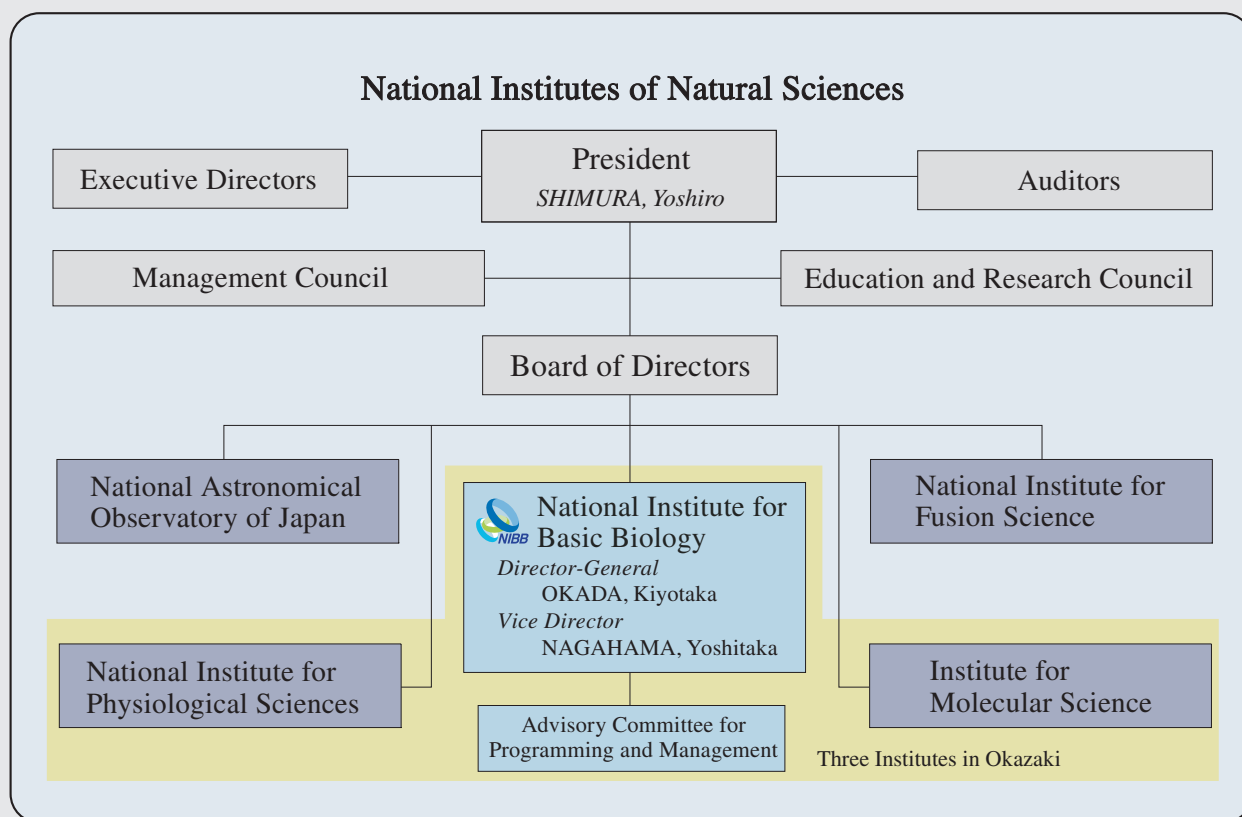 National Institutes of Natural Sciences
President
SHIMURA, Yoshiro
Executive Directors
Auditors
Management Council
Education and Research Council
Board of Directors
National Astronomical
Observatory of Japan
NIBB
National Institute for
Basic Biology
Director-General
OKADA, Kiyotaka
Vice Director
NAGAHAMA, Yoshitaka
National Institute for
Fusion Science
National Institute for
Physiological Sciences
Institute for
Molecular Science
Advisory Committee for
Programming and Management
Three Institutes in Okazaki